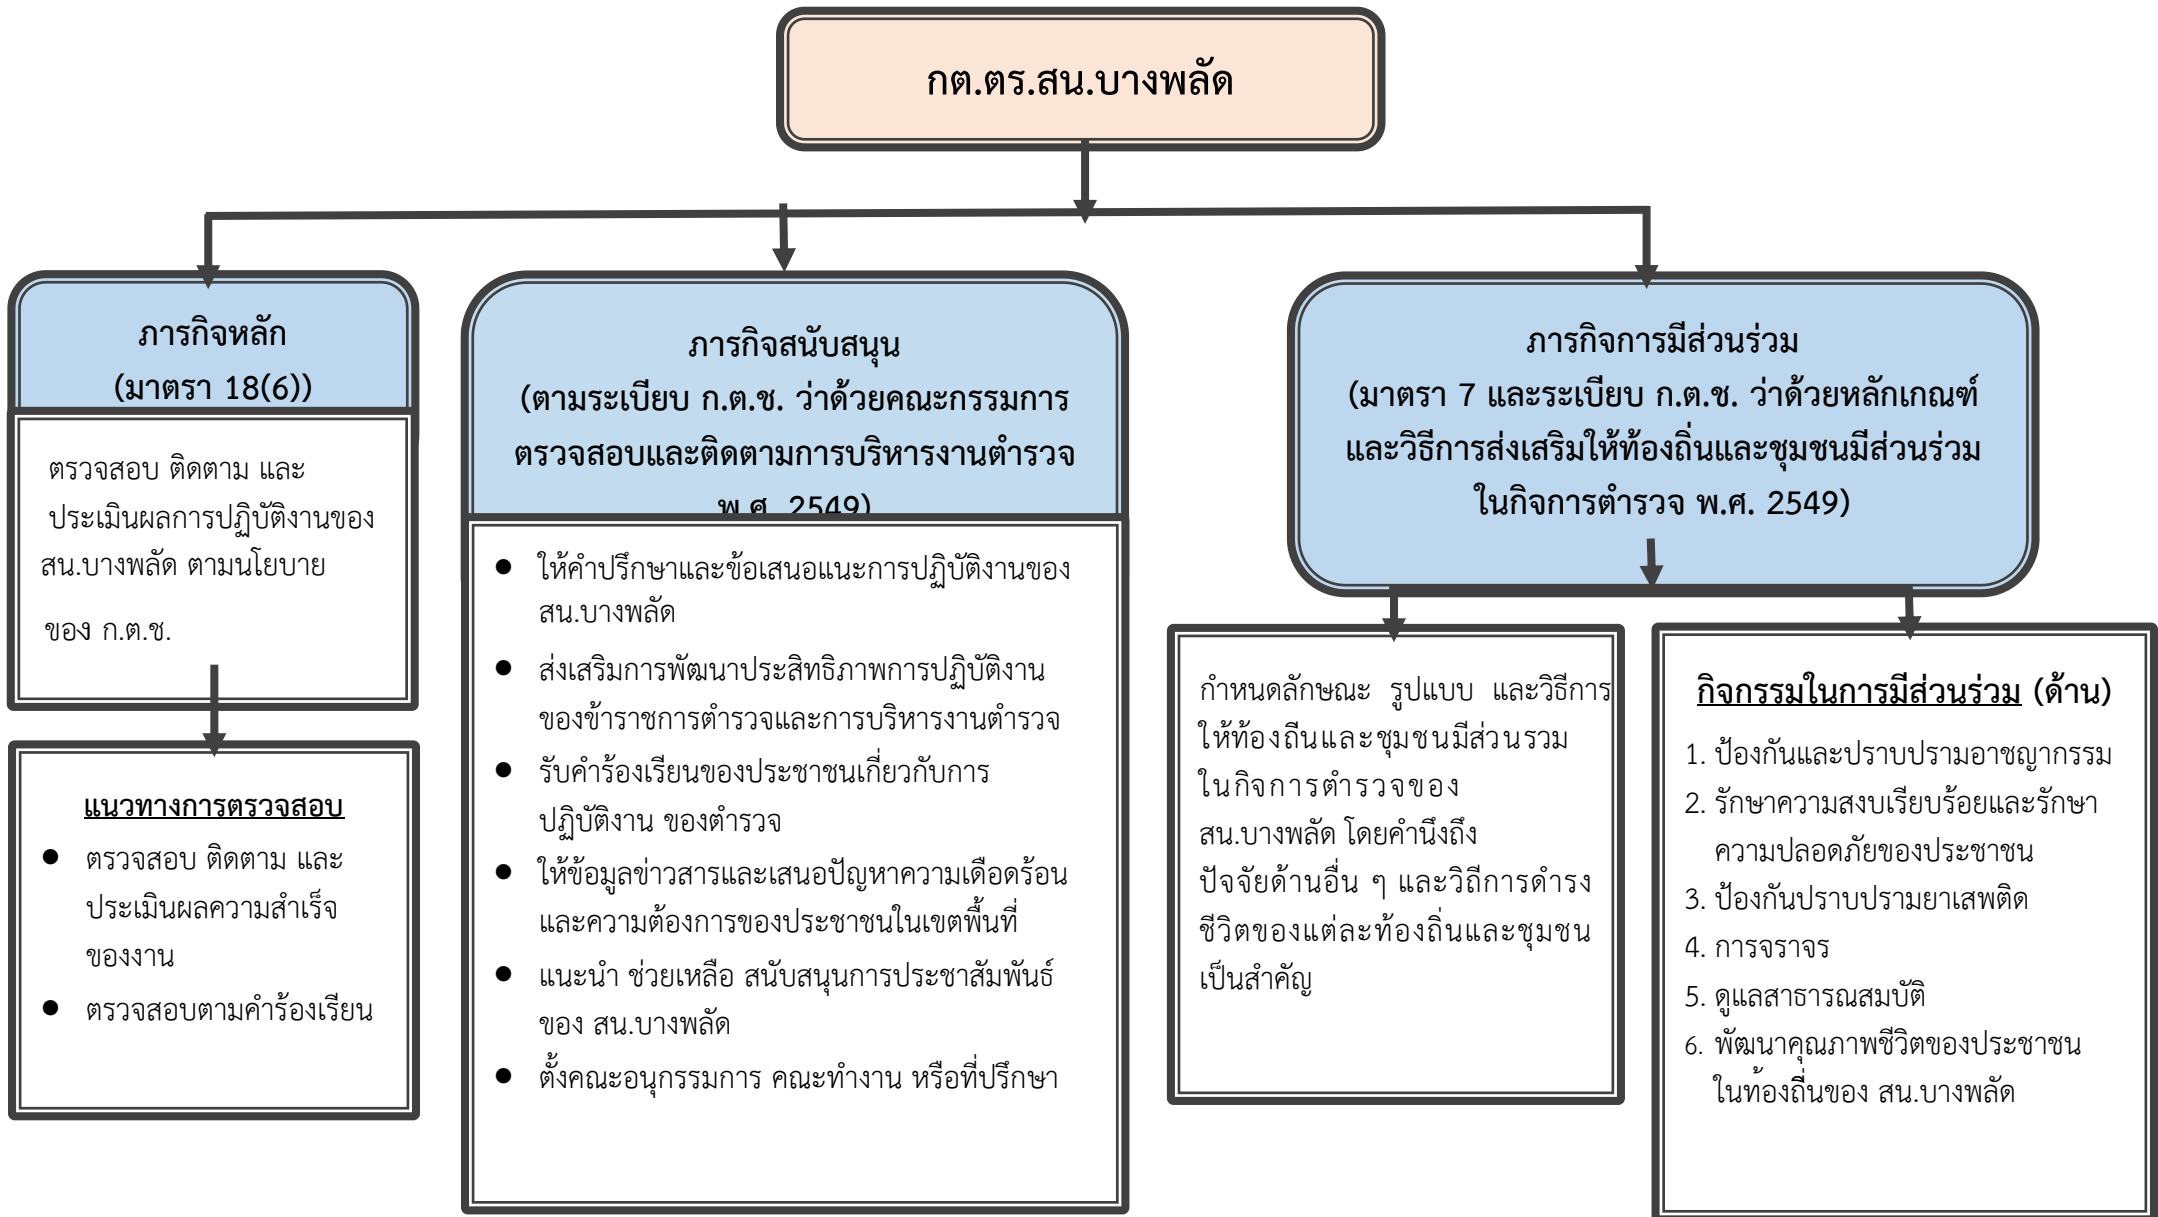 กต.ตร.สน.บางพลัด
ภารกิจหลัก
(มาตรา 18(6))
ตรวจสอบ ติดตาม และ
ประเมินผลการปฏิบัติงานของ
สน.บางพลัด ตามนโยบาย
ของ ก.ต.ช.
แนวทางการตรวจสอบ
● ตรวจสอบ ติดตาม และ
ประเมินผลความสำเร็จ
ของงาน
● ตรวจสอบตามคำร้องเรียน
ภารกิจสนับสนุน
(ตามระเบียบ ก.ต.ช. ว่าด้วยคณะกรรมการ
ตรวจสอบและติดตามการบริหารงานตำรวจ
พ.ศ. 2549)
● ให้คำปรึกษาและข้อเสนอแนะการปฏิบัติงานของ
สน.บางพลัด
● ส่งเสริมการพัฒนาประสิทธิภาพการปฏิบัติงาน
ของข้าราชการตำรวจและการบริหารงานตำรวจ
● รับคำร้องเรียนของประชาชนเกี่ยวกับการ
ปฏิบัติงาน ของตำรวจ
● ให้ข้อมูลข่าวสารและเสนอปัญหาความเดือดร้อน
และความต้องการของประชาชนในเขตพื้นที่
● แนะนำ ช่วยเหลือ สนับสนุนการประชาสัมพันธ์
ของ สน.บางพลัด
● ตั้งคณะอนุกรรมการ คณะทำงาน หรือที่ปรึกษา
ภารกิจการมีส่วนร่วม
(มาตรา 7 และระเบียบ ก.ต.ช. ว่าด้วยหลักเกณฑ์
และวิธีการส่งเสริมให้ท้องถิ่นและชุมชนมีส่วนร่วม
ในกิจการตำรวจ พ.ศ. 2549)
กำหนดลักษณะ รูปแบบ และวิธีการ
ให้ท้องถีนและชุมชนมีส่วนรวม
ในกิจการตำรวจของ
สน.บางพลัด โดยคำนึงถึง
ปัจจัยด้านอื่น ๆ และวิถีการดำรง
ชีวิตของแต่ละท้องถิ่นและชุมชน
เป็นสำคัญ
กิจกรรมในการมีส่วนร่วม (ด้าน)
1. ป้องกันและปราบปรามอาชญากรรม
2. รักษาความสงบเรียบร้อยและรักษา
ความปลอดภัยของประชาชน
3. ป้องกันปราบปรามยาเสพติด
4. การจราจร
5. ดูแลสาธารณสมบัติ
6. พัฒนาคุณภาพชีวิตของประชาชน
ในท้องถิ่นของ สน.บางพลัด